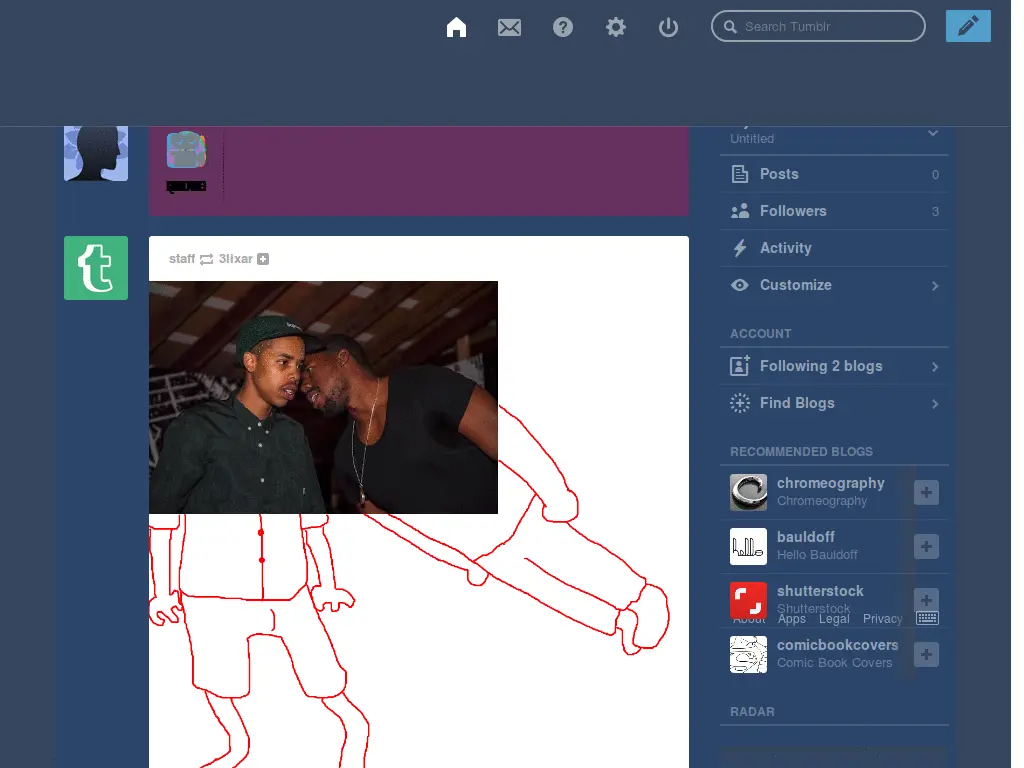 Search Tumblr
Untitled
Posts 0
Followers 3
Activity
Customize
ACCOUNT
Following 2 blogs
Find Blogs
RECOMMENDED BLOGS
chromeography
Chromeography
bauldoff
Hello Bauldoff
shutterstock
Shutterstock
About Apps Legal Privacy
comicbookcovers
Comic Book Covers
RADAR
staff 3lixar
t